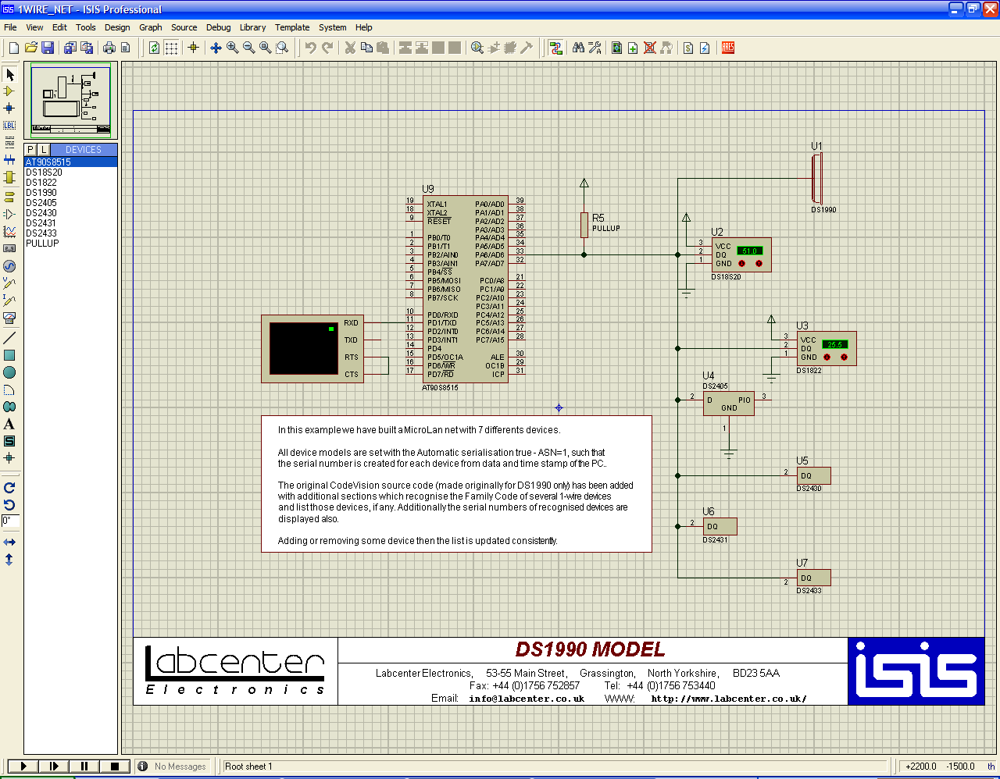 1WIRE_NET - ISIS Professional
File View Edit Tools Design Graph Source Debug Library Template System Help
ARES
LBL
A
S
0°
P L DEVICES
AT90S8515
DS18S20
DS1822
DS1990
DS2405
DS2430
DS2431
DS2433
PULLUP
U1
DS1990
U9
19 XTAL1 PA0/AD0 39
18 XTAL2 PA1/AD1 38
9 RESET PA2/AD2 37
PA3/AD3 36
1 PB0/T0 PA4/AD4 35
2 PB1/T1 PA5/AD5 34
3 PB2/AIN0 PA6/AD6 33
4 PB3/AIN1 PA7/AD7 32
5 PB4/SS
6 PB5/MOSI PC0/A8 21
7 PB6/MISO PC1/A9 22
8 PB7/SCK PC2/A10 23
PC3/A11 24
10 PD0/RXD PC4/A12 25
11 PD1/TXD PC5/A13 26
12 PD2/INT0 PC6/A14 27
13 PD3/INT1 PC7/A15 28
14 PD4
15 PD5/OC1A ALE 30
16 PD6/WR OC1B 29
17 PD7/RD ICP 31
AT90S8515
RXD
TXD
RTS
CTS
R5
PULLUP
U2
3 VCC
2 DQ 51.0
1 GND
DS18S20
U3
3 VCC
2 DQ 25.5
1 GND
DS1822
U4
DS2405
2 D PIO 3
GND
1
U5
2 DQ
DS2430
U6
2 DQ
DS2431
U7
2 DQ
DS2433
In this example we have built a MicroLan net with 7 differents devices.
All device models are set with the Automatic serialisation true - ASN=1, such that
the serial number is created for each device from data and time stamp of the PC..
The original CodeVision source code (made originally for DS1990 only) has been added
with additional sections which recognise the Family Code of several 1-wire devices
and list those devices, if any. Additionally the serial numbers of recognised devices are
displayed also.
Adding or removing some device then the list is updated consistently.
Labcenter
Electronics
DS1990 MODEL
Labcenter Electronics, 53-55 Main Street, Grassington, North Yorkshire, BD23 5AA
Fax: +44 (0)1756 752857 Tel: +44 (0)1756 753440
Email: info@labcenter.co.uk WWW: http://www.labcenter.co.uk/
isis
No Messages
Root sheet 1
+2200.0 -1500.0 th